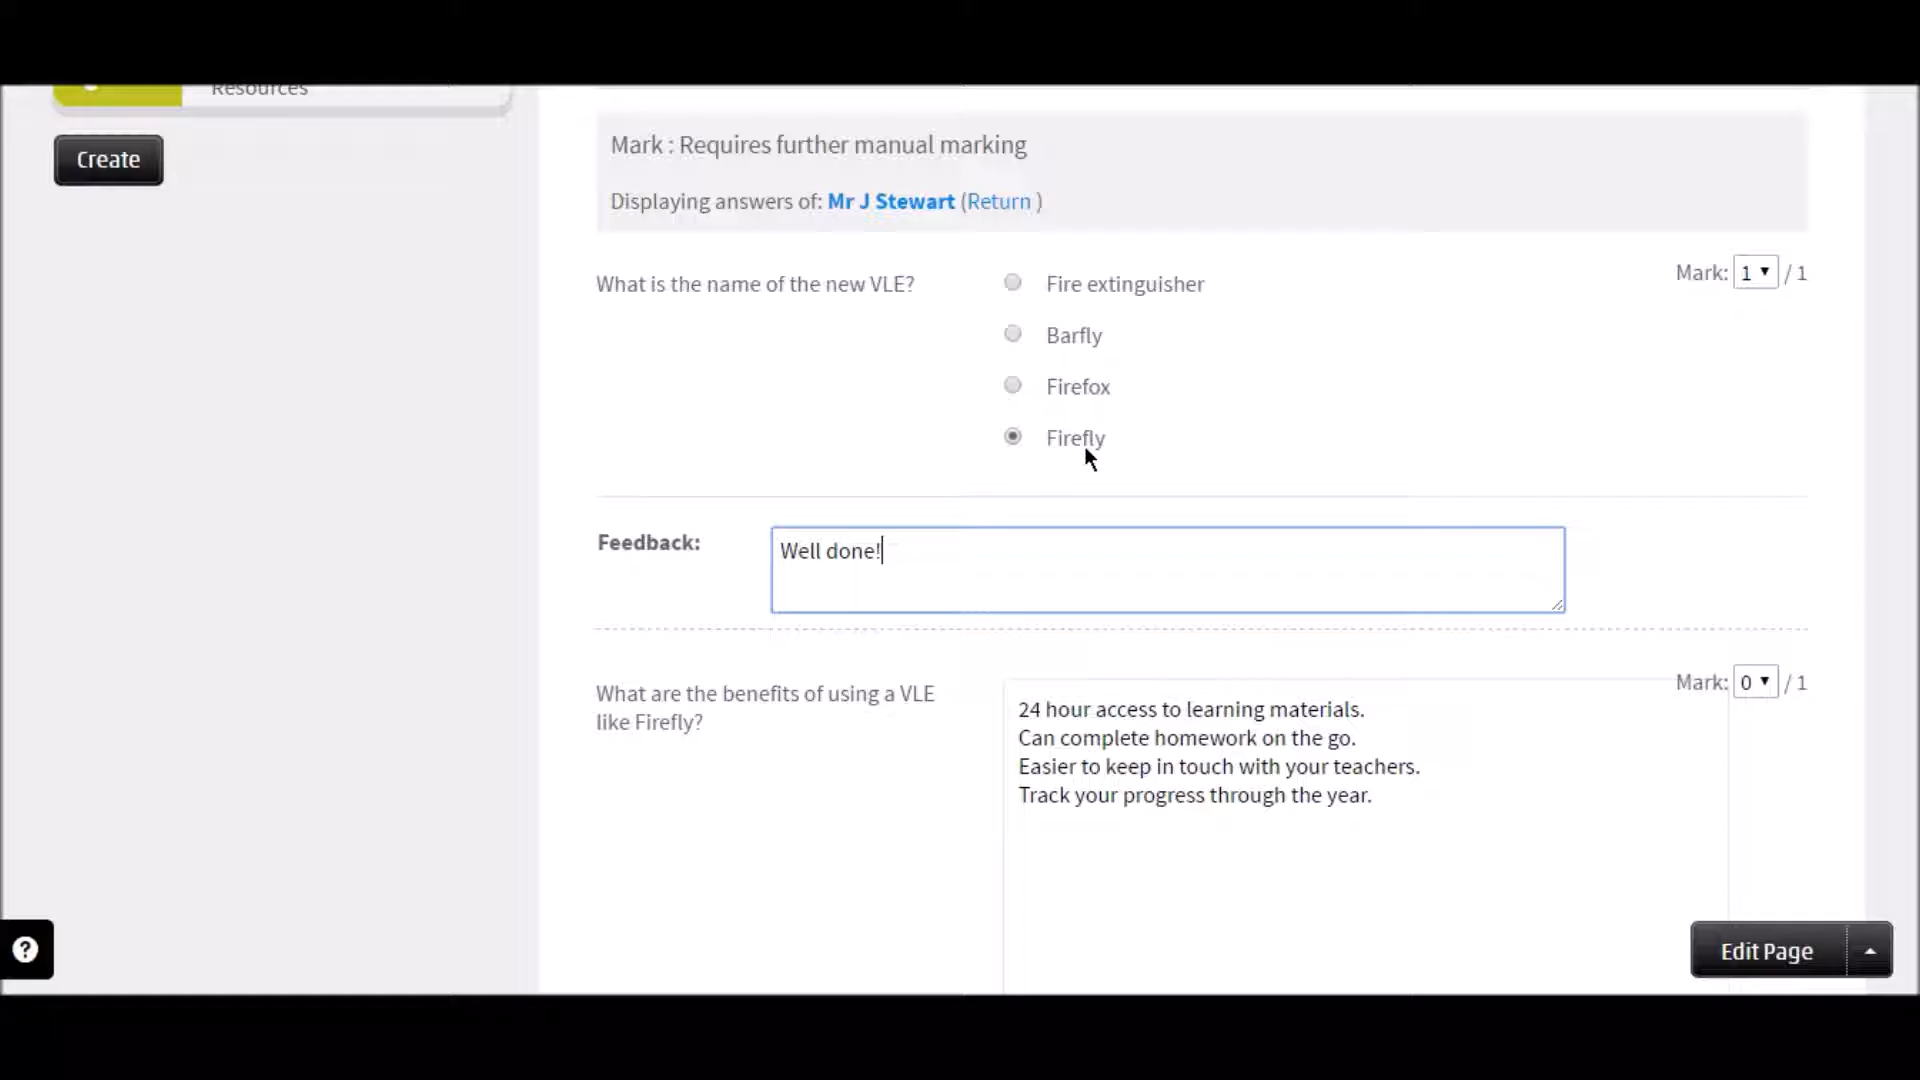 Resources
Create
Mark : Requires further manual marking
Displaying answers of: Mr J Stewart (Return )
What is the name of the new VLE?
Fire extinguisher
Mark: 1 / 1
Barfly
Firefox
Firefly
Feedback:
Well done!
What are the benefits of using a VLE
like Firefly?
24 hour access to learning materials.
Can complete homework on the go.
Easier to keep in touch with your teachers.
Track your progress through the year.
Mark: 0 / 1
?
Edit Page